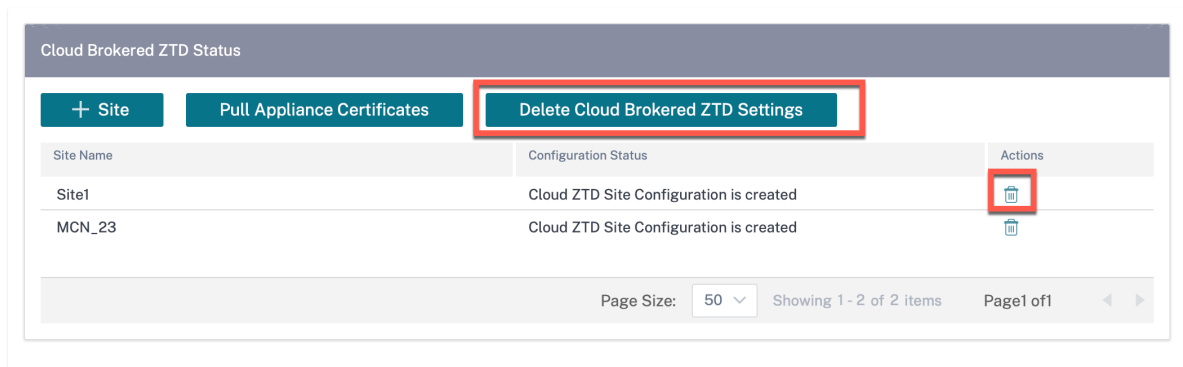 Cloud Brokered ZTD Status
+ Site Pull Appliance Certificates Delete Cloud Brokered ZTD Settings
Site Name Configuration Status Actions
Site1 Cloud ZTD Site Configuration is created
MCN_23 Cloud ZTD Site Configuration is created
Page Size: 50 Showing 1 - 2 of 2 items Page1 of1